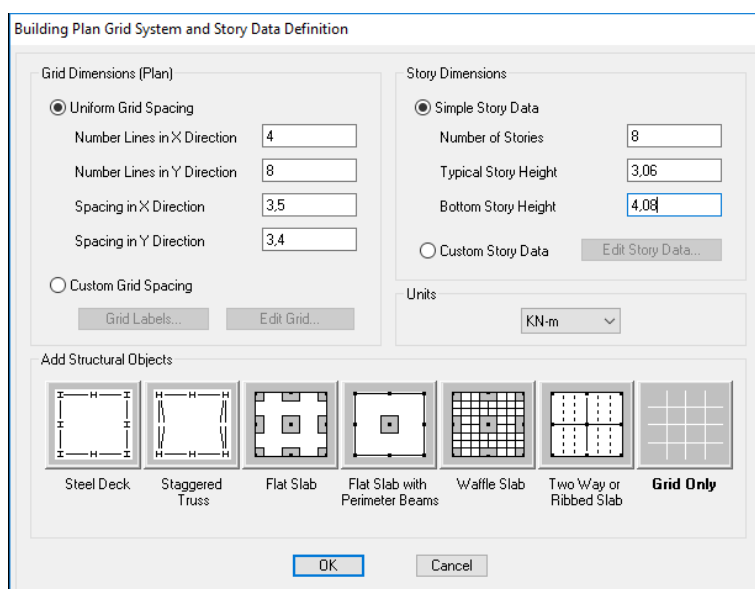 Building Plan Grid System and Story Data Definition
Grid Dimensions (Plan)
Uniform Grid Spacing
Number Lines in X Direction 4
Number Lines in Y Direction 8
Spacing in X Direction 3,5
Spacing in Y Direction 3,4
Custom Grid Spacing
Grid Labels... Edit Grid...
Story Dimensions
Simple Story Data
Number of Stories 8
Typical Story Height 3,06
Bottom Story Height 4,08
Custom Story Data Edit Story Data...
Units
KN-m
Add Structural Objects
Steel Deck
Staggered
Truss
Flat Slab
Flat Slab with
Perimeter Beams
Waffle Slab
Two Way or
Ribbed Slab
Grid Only
OK Cancel